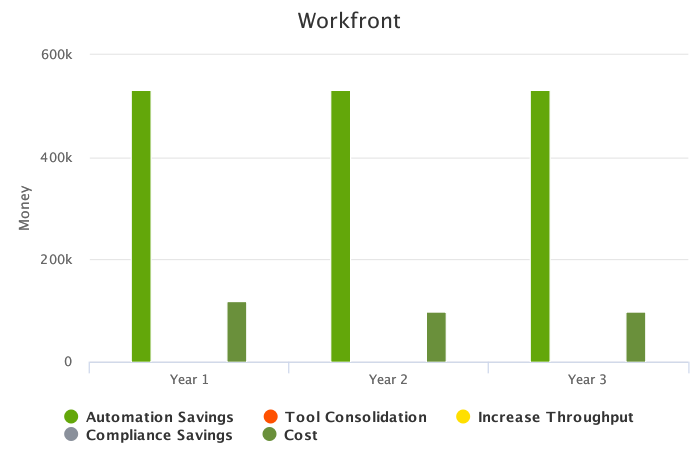 Workfront
600k
400k
200k
0
Money
Year 1
Year 2
Year 3
Automation Savings
Tool Consolidation
Increase Throughput
Compliance Savings
Cost